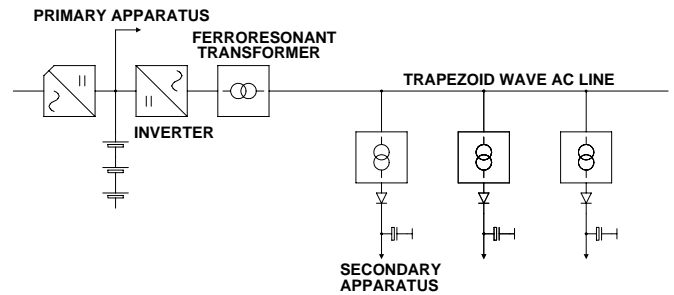 PRIMARY APPARATUS
FERRORESONANT
TRANSFORMER
TRAPEZOID WAVE AC LINE
INVERTER
SECONDARY
APPARATUS